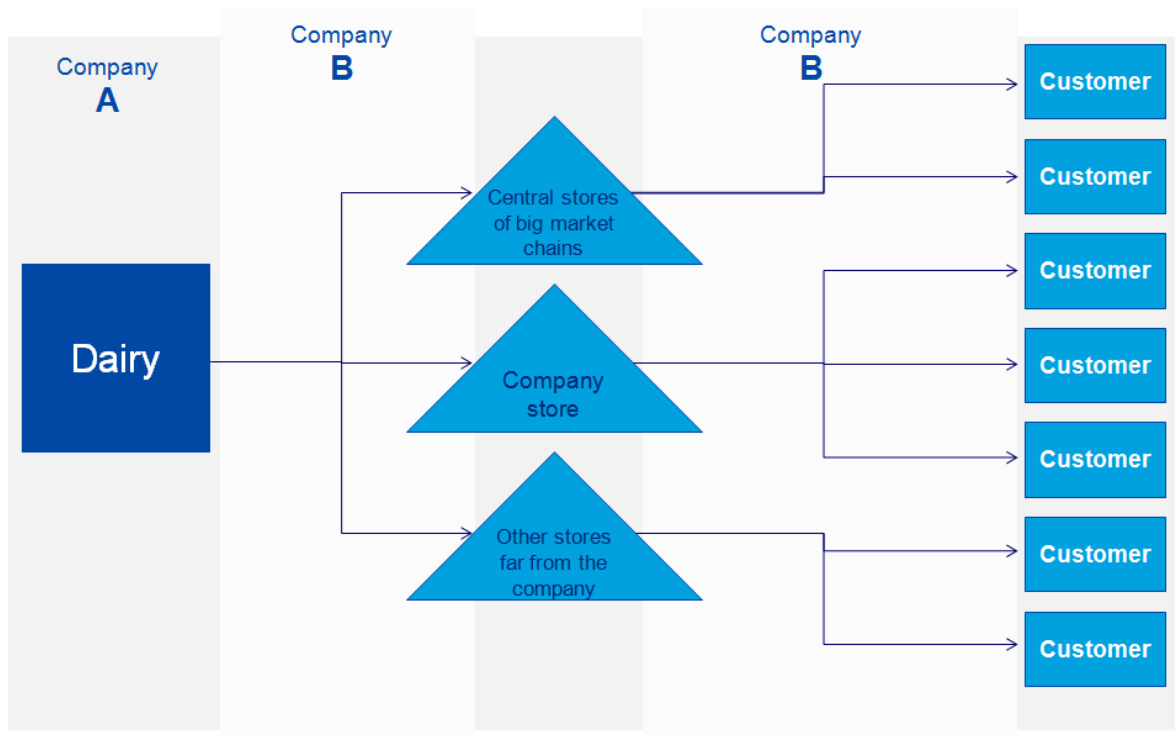 Company
A
Company
B
Company
B
Dairy
Central stores
of big market
chains
Company
store
Other stores
far from the
company
Customer
Customer
Customer
Customer
Customer
Customer
Customer